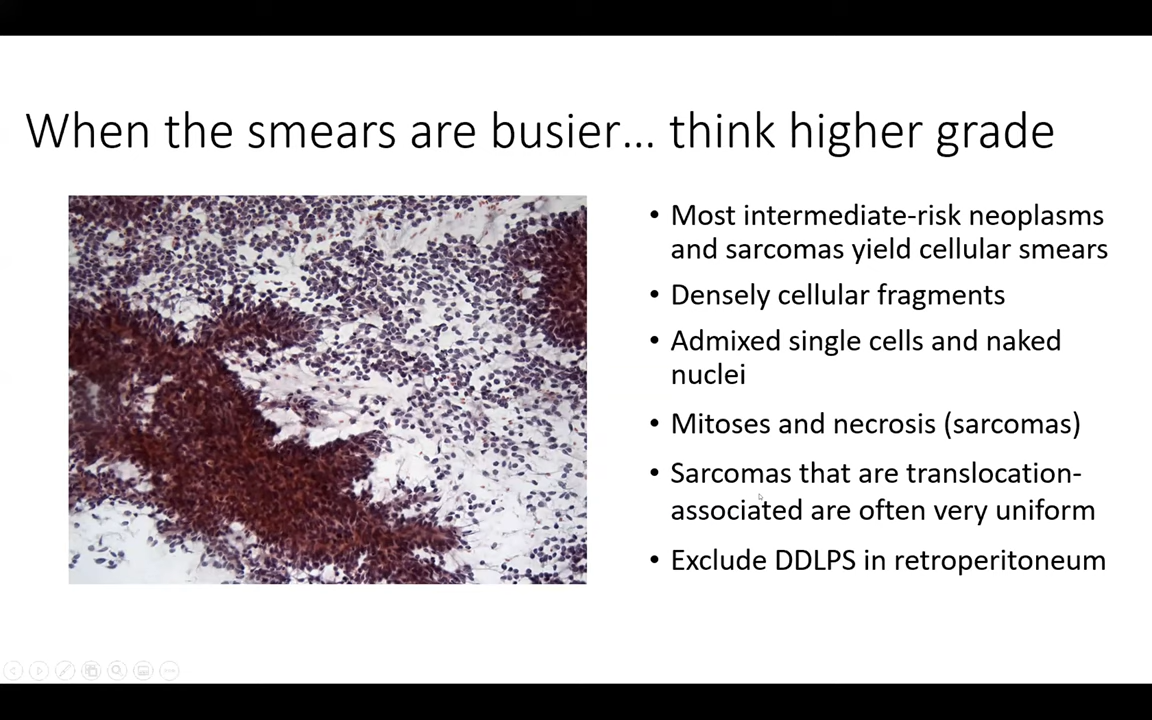 When the smears are busier... think higher grade
• Most intermediate-risk neoplasms
and sarcomas yield cellular smears
• Densely cellular fragments
• Admixed single cells and naked
nuclei
• Mitoses and necrosis (sarcomas)
• Sarcomas that are translocation-
associated are often very uniform
• Exclude DDLPS in retroperitoneum